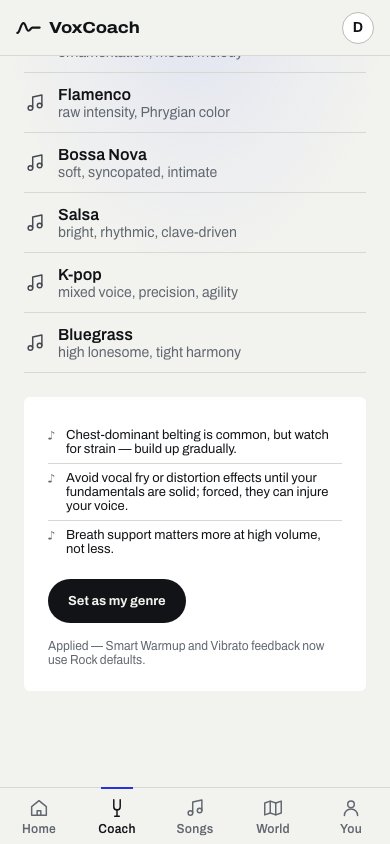 VoxCoach
D
Flamenco
raw intensity, Phrygian color
Bossa Nova
soft, syncopated, intimate
Salsa
bright, rhythmic, clave-driven
K-pop
mixed voice, precision, agility
Bluegrass
high lonesome, tight harmony
Chest-dominant belting is common, but watch
for strain — build up gradually.
Avoid vocal fry or distortion effects until your
fundamentals are solid; forced, they can injure
your voice.
Breath support matters more at high volume,
not less.
Set as my genre
Applied — Smart Warmup and Vibrato feedback now
use Rock defaults.
Home
Coach
Songs
World
You